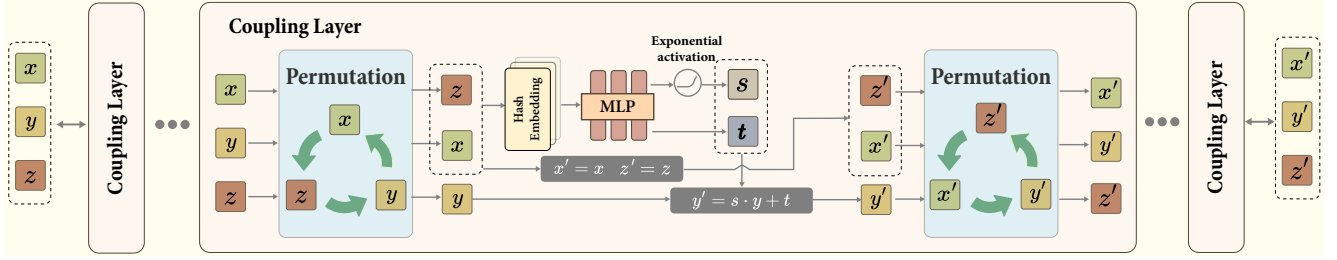 x
y
z
Coupling Layer
Coupling Layer
x
y
z
Permutation
x
z
y
z
x
y
Hash
Embedding
MLP
Exponential
activation
s
t
x' = x z' = z
y' = s · y + t
z'
x'
y'
Permutation
z'
x'
y'
x'
y'
z'
Coupling Layer
x'
y'
z'